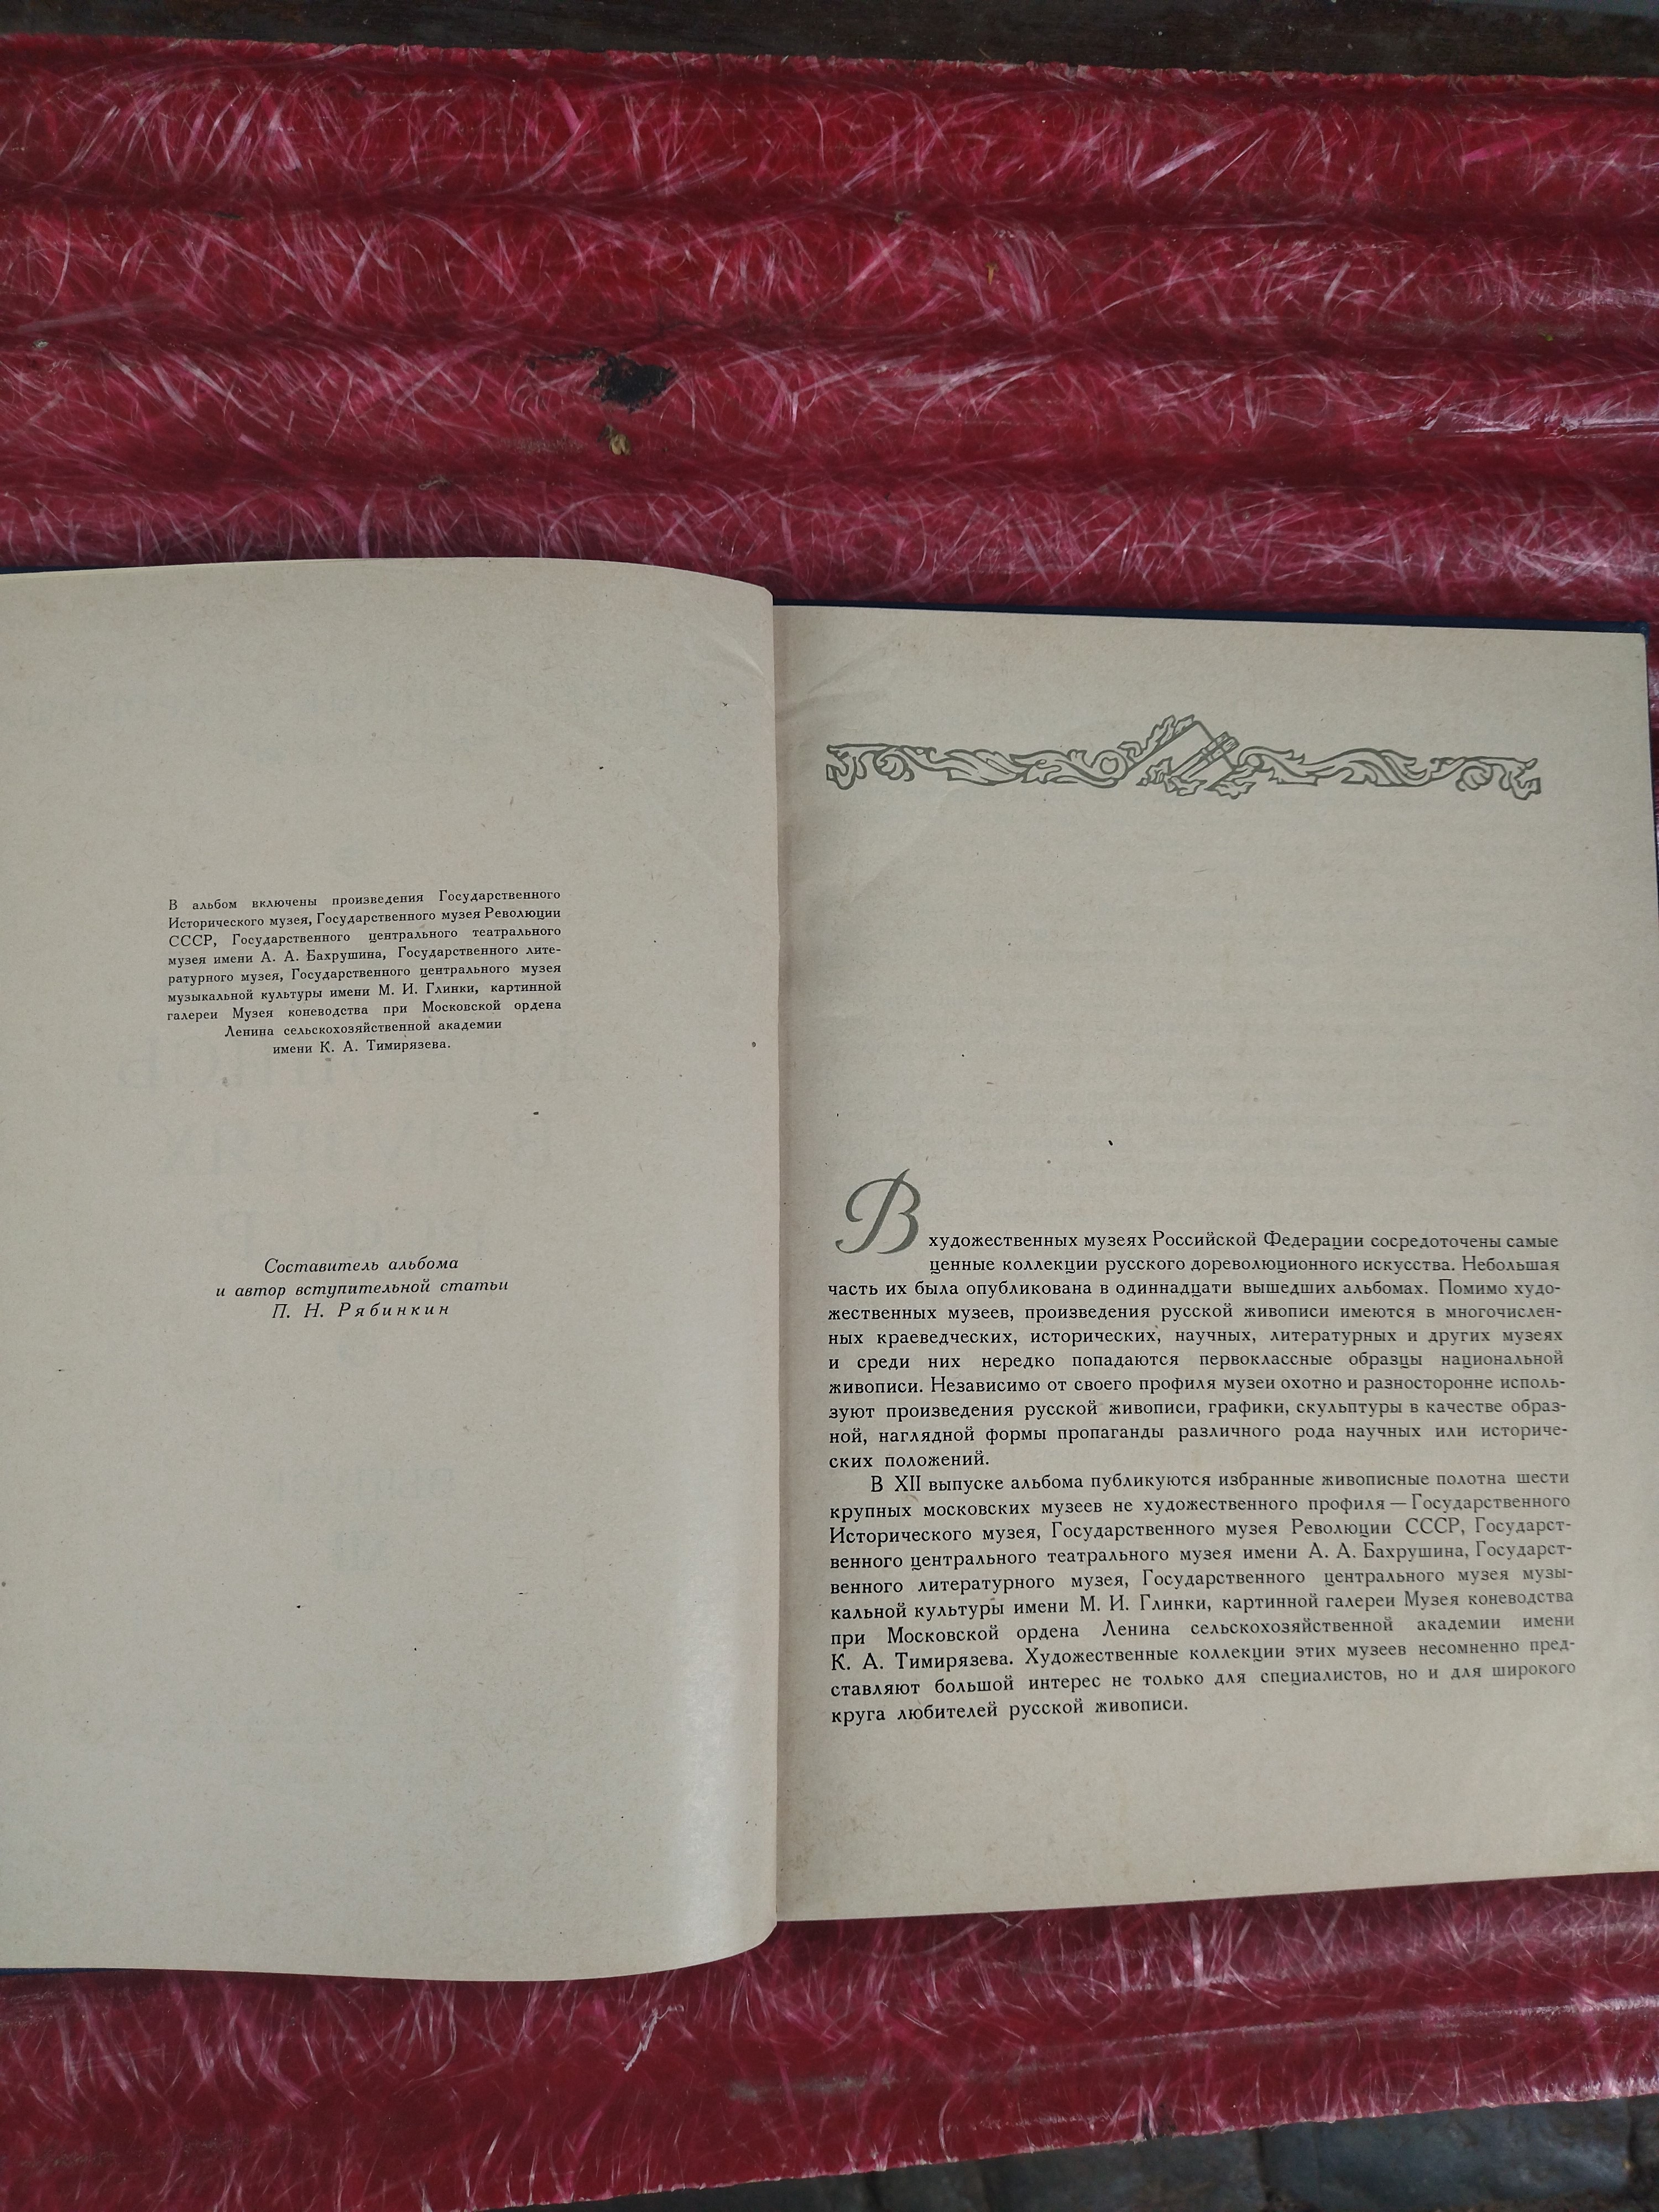 В альбом включены произведения Государственного
Исторического музея, Государственного музея Революции
СССР, Государственного центрального театрального
музея имени А. А. Бахрушина, Государственного лите-
ратурного музея, Государственного центрального музея
музыкальной культуры имени М. И. Глинки, картинной
галереи Музея коневодства при Московской ордена
Ленина сельскохозяйственной академии
имени К. А. Тимирязева.
Составитель альбома
и автор вступительной статьи
П. Н. Рябинкин
В художественных музеях Российской Федерации сосредоточены самые
ценные коллекции русского дореволюционного искусства. Небольшая
часть их была опубликована в одиннадцати вышедших альбомах. Помимо худо-
жественных музеев, произведения русской живописи имеются в многочислен-
ных краеведческих, исторических, научных, литературных и других музеях
и среди них нередко попадаются первоклассные образцы национальной
живописи. Независимо от своего профиля музеи охотно и разносторонне исполь-
зуют произведения русской живописи, графики, скульптуры в качестве образ-
ной, наглядной формы пропаганды различного рода научных или историче-
ских положений.
В XII выпуске альбома публикуются избранные живописные полотна шести
крупных московских музеев не художественного профиля — Государственного
Исторического музея, Государственного музея Революции СССР, Государст-
венного центрального театрального музея имени А. А. Бахрушина, Государст-
венного литературного музея, Государственного центрального музея музы-
кальной культуры имени М. И. Глинки, картинной галереи Музея коневодства
при Московской ордена Ленина сельскохозяйственной академии имени
К. А. Тимирязева. Художественные коллекции этих музеев несомненно пред-
ставляют большой интерес не только для специалистов, но и для широкого
круга любителей русской живописи.